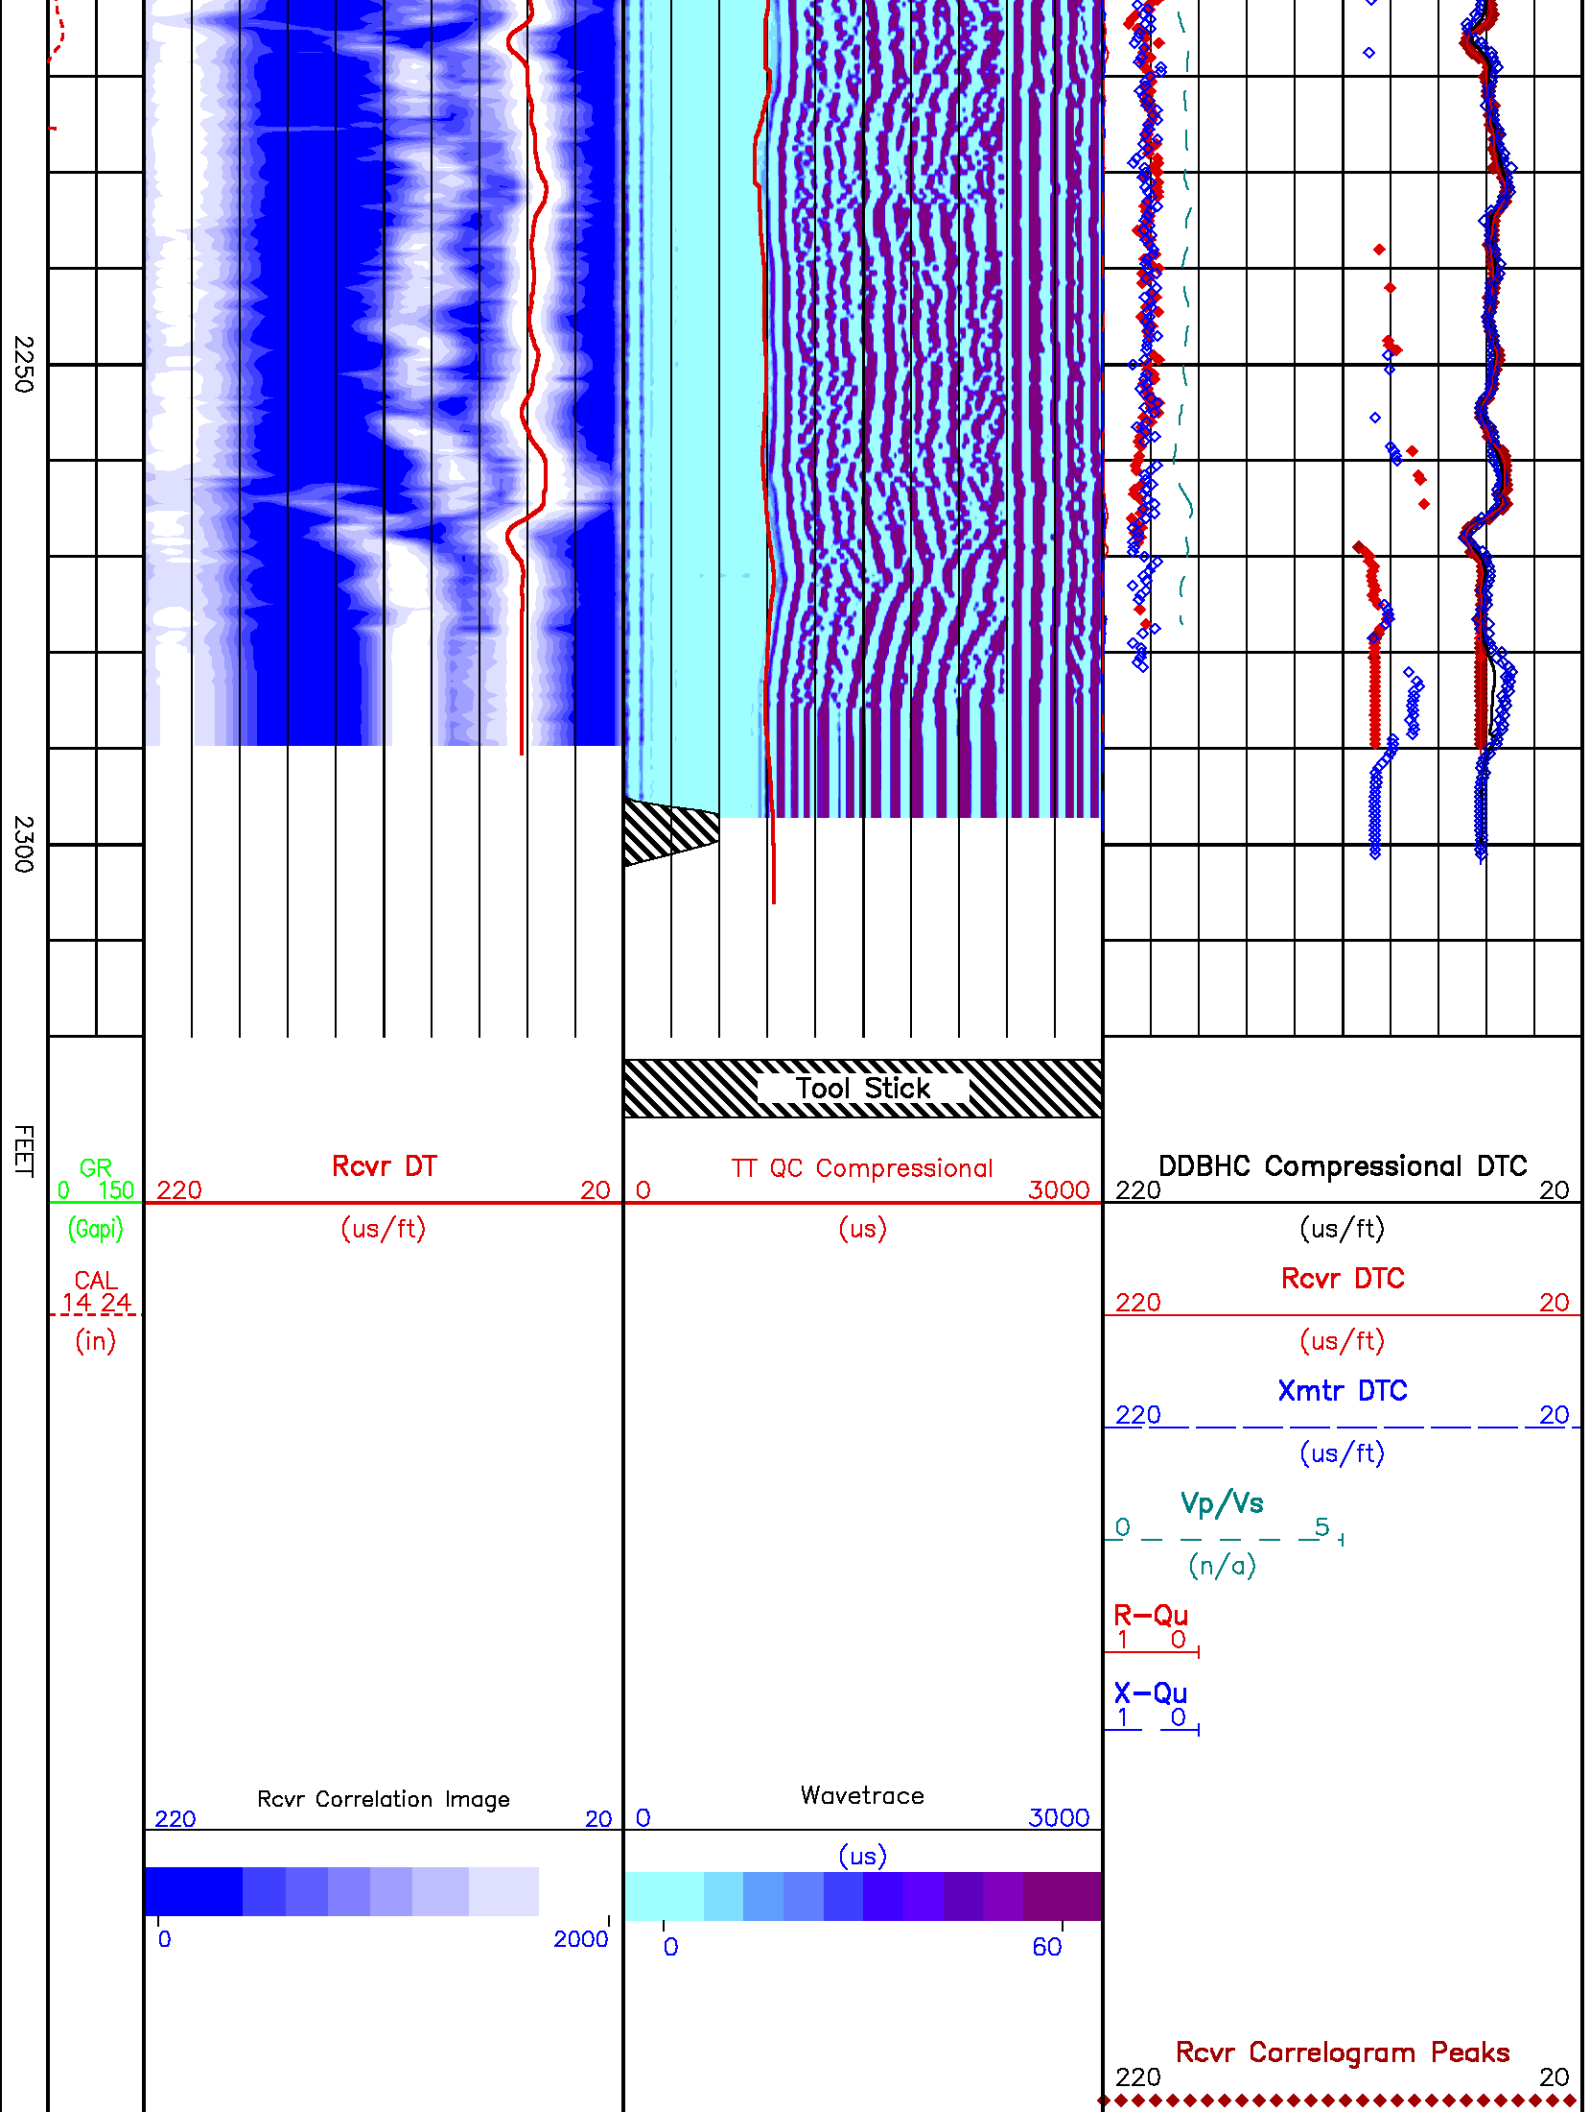 2250
2300
FEET
Tool Stick
GR
0 150
(Gapi)
CAL
14 24
(in)
Rcvr DT
220 20
(us/ft)
TT QC Compressional
0 3000
(us)
DDBHC Compressional DTC
220 20
(us/ft)
Rcvr DTC
220 20
(us/ft)
Xmtr DTC
220 20
(us/ft)
Vp/Vs
0 5
(n/a)
R-Qu
1 0
X-Qu
1 0
Rcvr Correlation Image
220 20
0 2000
Wavetrace
0 3000
(us)
0 60
Rcvr Correlogram Peaks
220 20